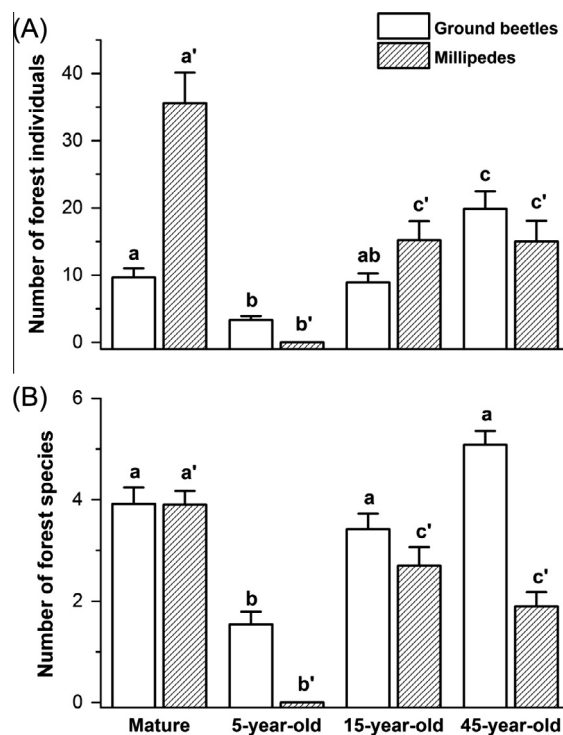 (A)
Ground beetles
Millipedes
Number of forest individuals
40
30
20
10
0
a
a'
b
b'
ab
c'
c
c'
(B)
Number of forest species
6
4
2
0
a
a'
b
b'
a
c'
a
c'
Mature 5-year-old 15-year-old 45-year-old